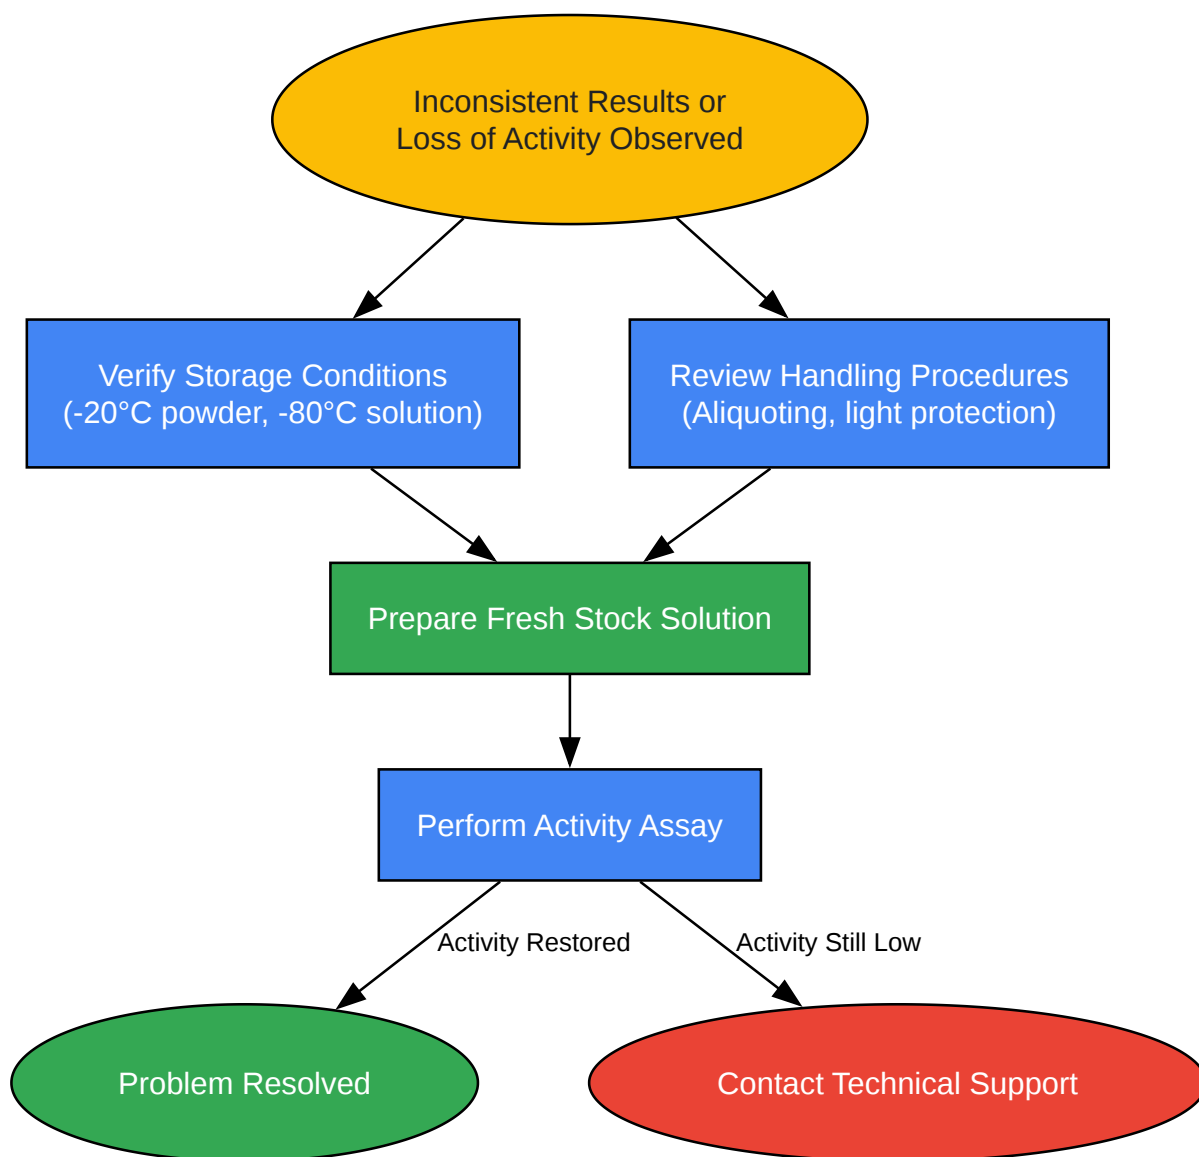 Inconsistent Results or
Loss of Activity Observed
Verify Storage Conditions
(-20°C powder, -80°C solution)
Review Handling Procedures
(Aliquoting, light protection)
Prepare Fresh Stock Solution
Perform Activity Assay
Activity Restored
Activity Still Low
Problem Resolved
Contact Technical Support